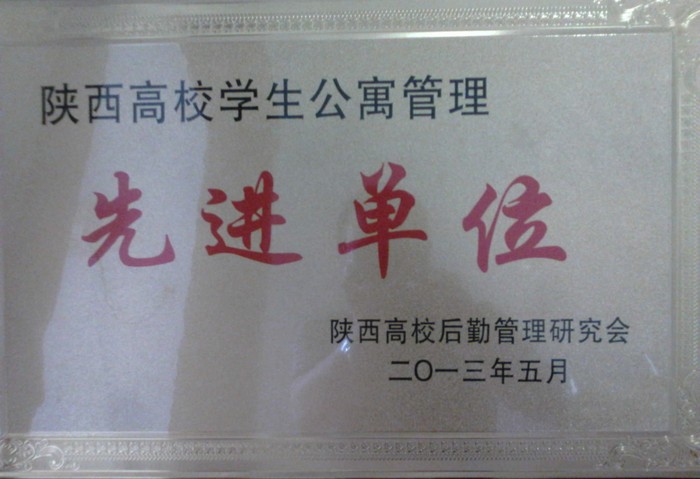 陕西高校学生公寓管理
先进单位
陕西高校后勤管理研究会
二〇一三年五月